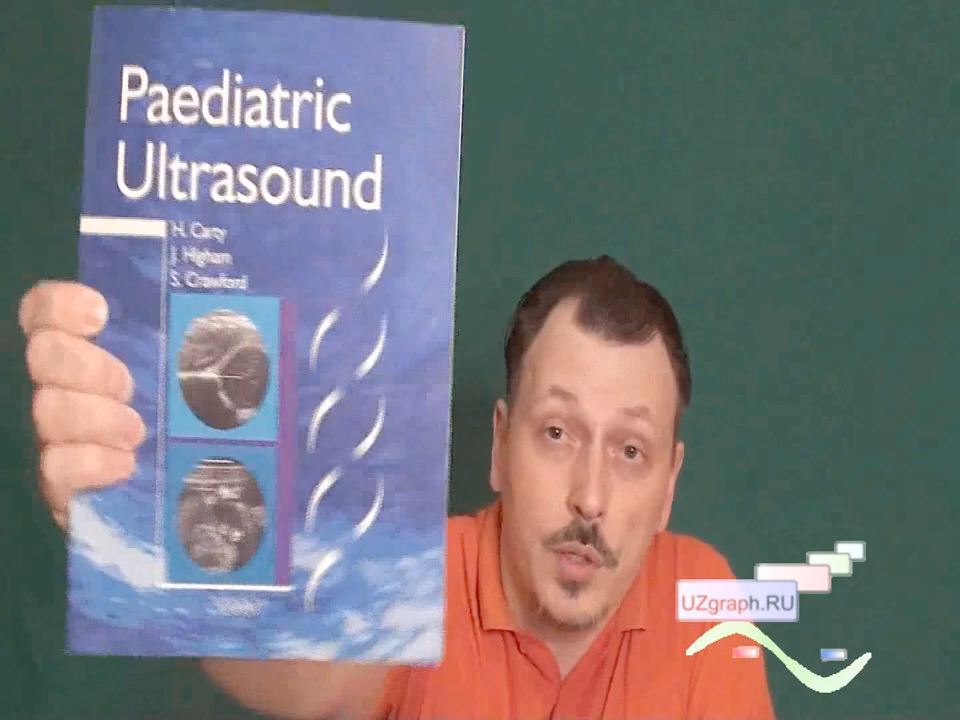 Paediatric
Ultrasound
H. Carty
J. Higham
S. Crawford
UZgraph.RU